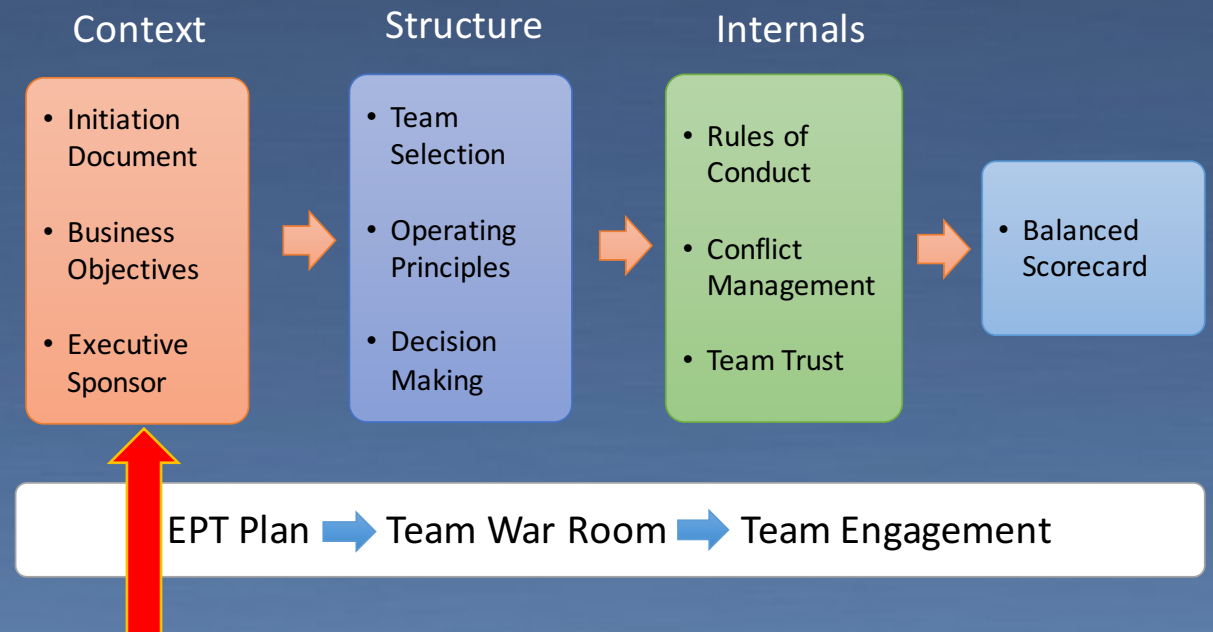 Context
• Initiation
Document
• Business
Objectives
• Executive
Sponsor
Structure
• Team
Selection
• Operating
Principles
• Decision
Making
Internals
• Rules of
Conduct
• Conflict
Management
• Team Trust
• Balanced
Scorecard
EPT Plan Team War Room Team Engagement